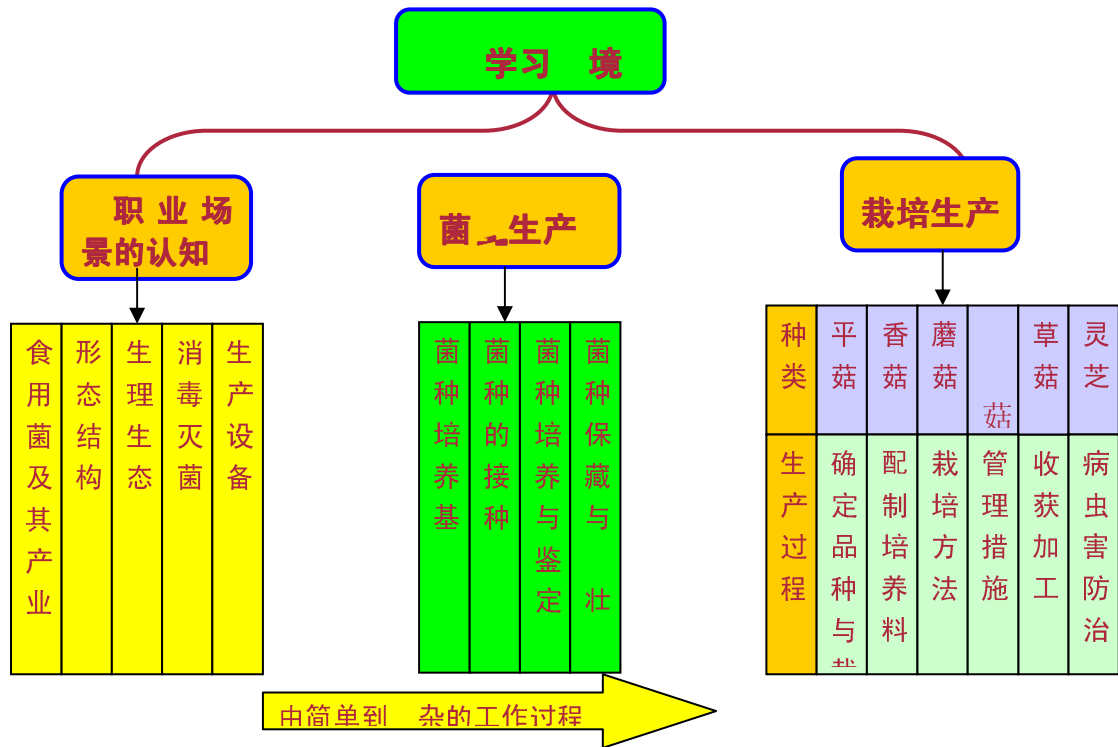 学习 境
职业场
景的认知
菌 生产
栽培生产
食用菌及其产业
形态结构
生理生态
消毒灭菌
生产设备
菌种培养基
菌种的接种
菌种培养与鉴定
菌种保藏与 壮
种类
平菇
香菇
蘑菇
菇
草菇
灵芝
生产过程
确定品种与栽
配制培养料
栽培方法
管理措施
收获加工
病虫害防治
由简单到 杂的工作过程